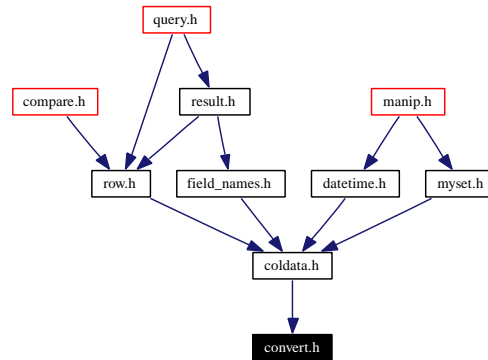 query.h
compare.h
result.h
manip.h
row.h
field_names.h
datetime.h
myset.h
coldata.h
convert.h